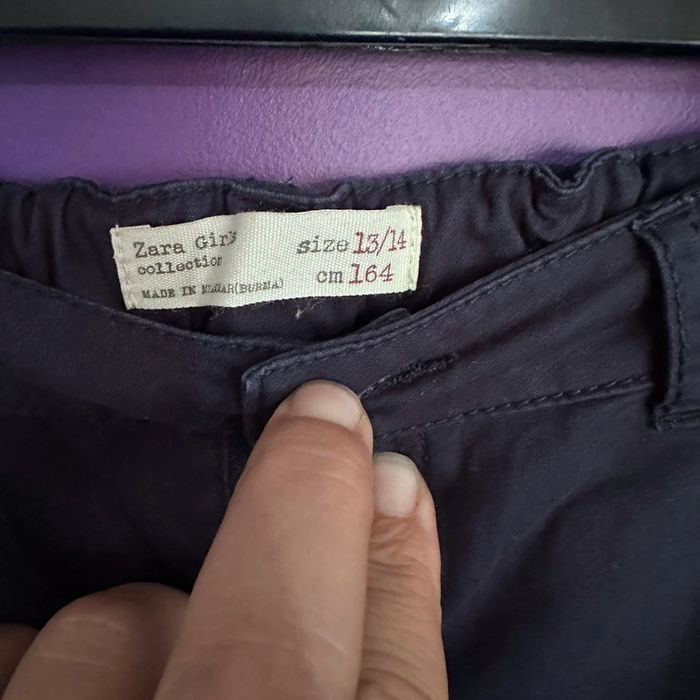 Zara Girls size 13/14
collection cm 164
MADE IN MYANMAR(BURMA)